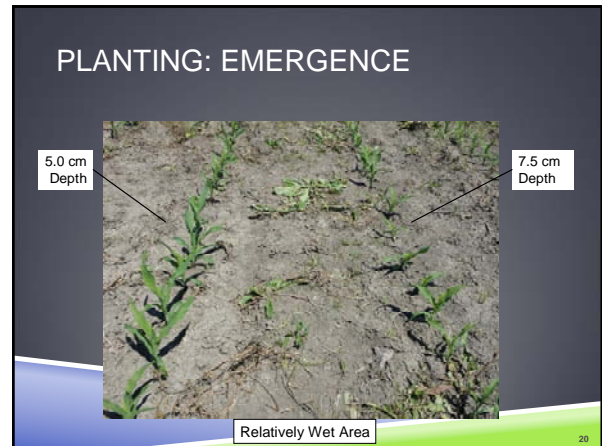 PLANTING: EMERGENCE
5.0 cm
Depth
7.5 cm
Depth
Relatively Wet Area
20